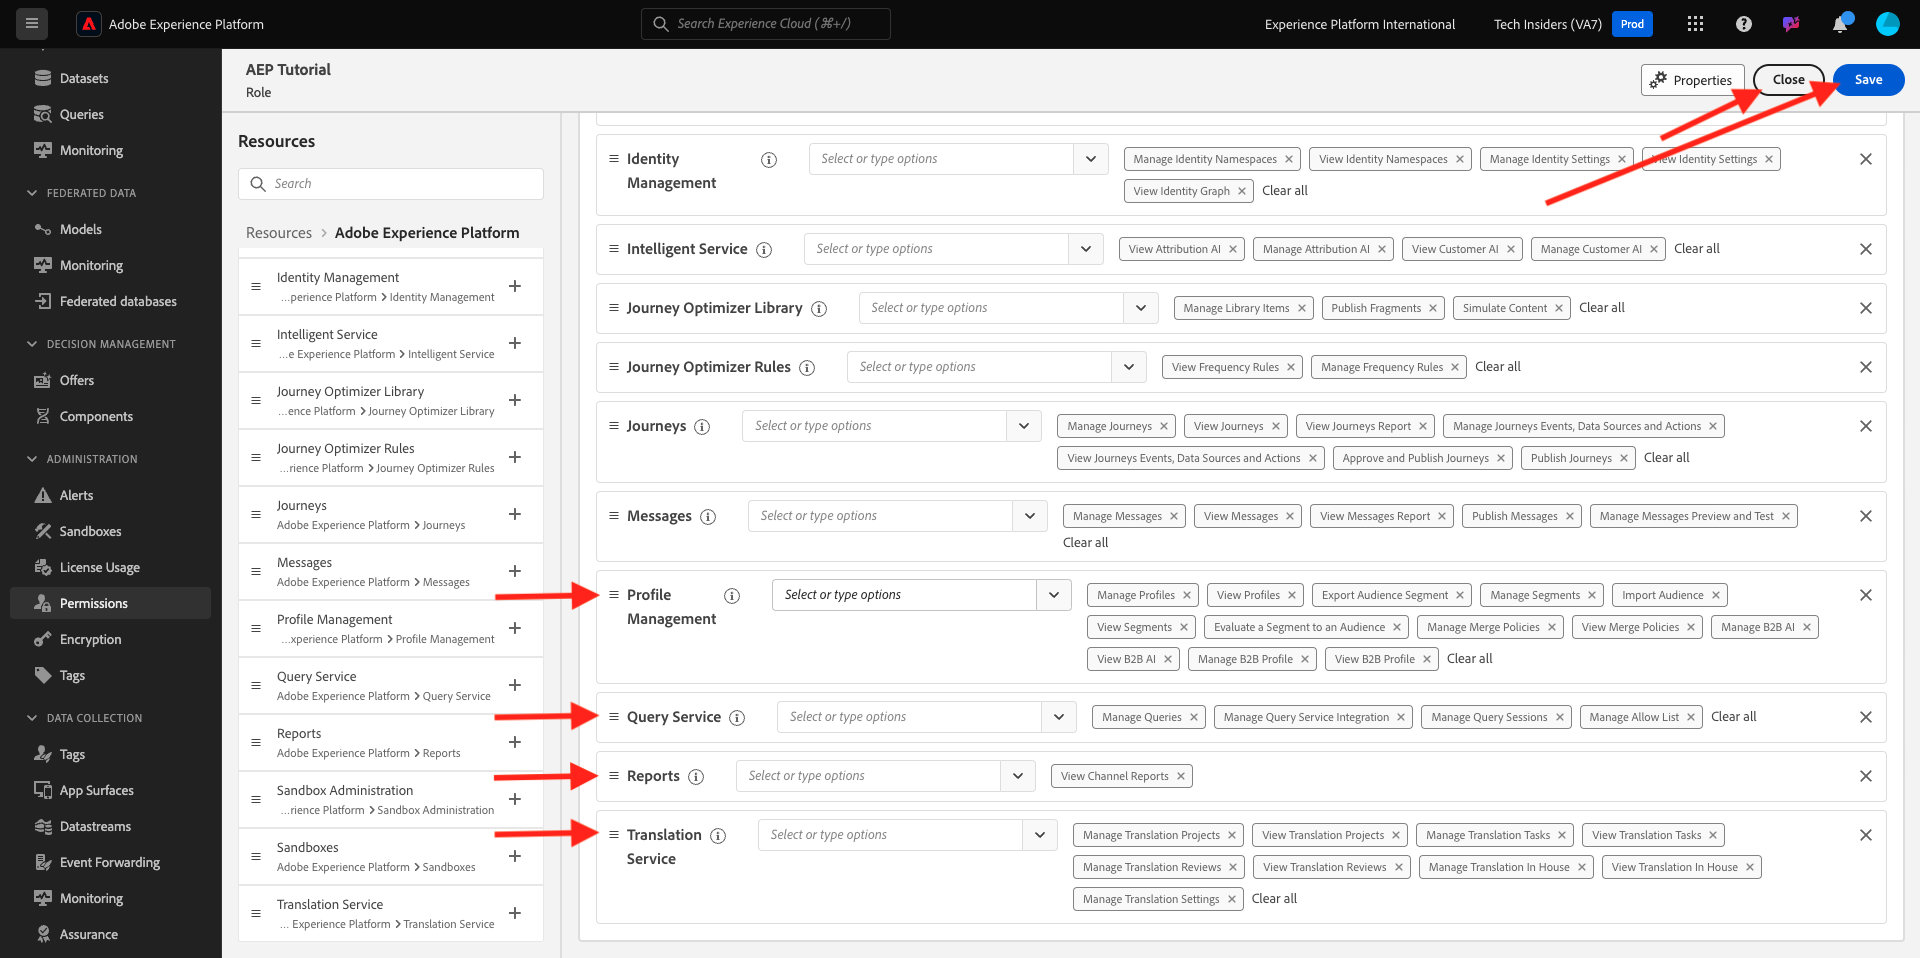 Adobe Experience Platform
Search Experience Cloud (⌘+/)
Experience Platform International
Tech Insiders (VA7)
Prod
Datasets
Queries
Monitoring
FEDERATED DATA
Models
Monitoring
Federated databases
DECISION MANAGEMENT
Offers
Components
ADMINISTRATION
Alerts
Sandboxes
License Usage
Permissions
Encryption
Tags
DATA COLLECTION
Tags
App Surfaces
Datastreams
Event Forwarding
Monitoring
Assurance
AEP Tutorial
Role
Properties
Close
Save
Resources
Search
Resources > Adobe Experience Platform
Identity Management
...perience Platform > Identity Management
Intelligent Service
...e Experience Platform > Intelligent Service
Journey Optimizer Library
...ence Platform > Journey Optimizer Library
Journey Optimizer Rules
...rience Platform > Journey Optimizer Rules
Journeys
Adobe Experience Platform > Journeys
Messages
Adobe Experience Platform > Messages
Profile Management
...xperience Platform > Profile Management
Query Service
Adobe Experience Platform > Query Service
Reports
Adobe Experience Platform > Reports
Sandbox Administration
...rience Platform > Sandbox Administration
Sandboxes
Adobe Experience Platform > Sandboxes
Translation Service
... Experience Platform > Translation Service
Identity
Management
Select or type options
Manage Identity Namespaces View Identity Namespaces Manage Identity Settings View Identity Settings
View Identity Graph Clear all
Intelligent Service
Select or type options
View Attribution AI Manage Attribution AI View Customer AI Manage Customer AI Clear all
Journey Optimizer Library
Select or type options
Manage Library Items Publish Fragments Simulate Content Clear all
Journey Optimizer Rules
Select or type options
View Frequency Rules Manage Frequency Rules Clear all
Journeys
Select or type options
Manage Journeys View Journeys View Journeys Report Manage Journeys Events, Data Sources and Actions
View Journeys Events, Data Sources and Actions Approve and Publish Journeys Publish Journeys Clear all
Messages
Select or type options
Manage Messages View Messages View Messages Report Publish Messages Manage Messages Preview and Test
Clear all
Profile
Management
Select or type options
Manage Profiles View Profiles Export Audience Segment Manage Segments Import Audience
View Segments Evaluate a Segment to an Audience Manage Merge Policies View Merge Policies Manage B2B AI
View B2B AI Manage B2B Profile View B2B Profile Clear all
Query Service
Select or type options
Manage Queries Manage Query Service Integration Manage Query Sessions Manage Allow List Clear all
Reports
Select or type options
View Channel Reports
Translation
Service
Select or type options
Manage Translation Projects View Translation Projects Manage Translation Tasks View Translation Tasks
Manage Translation Reviews View Translation Reviews Manage Translation In House View Translation In House
Manage Translation Settings Clear all